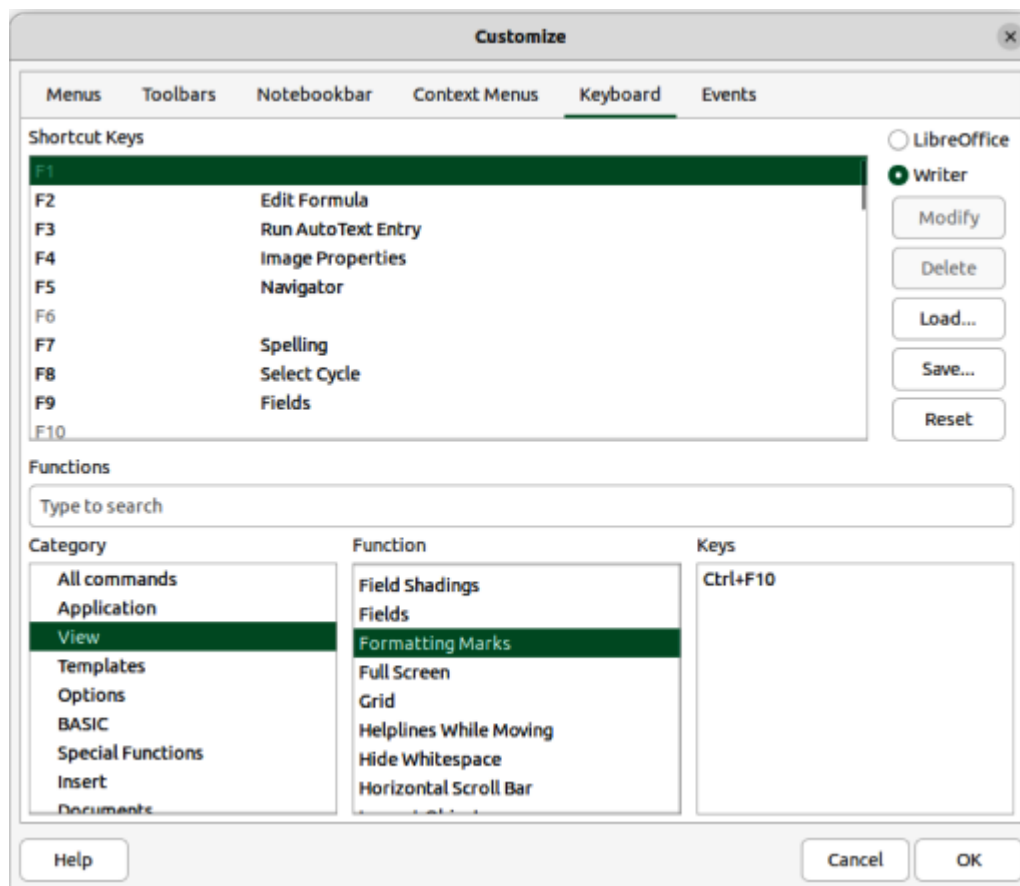 Customize
Menus Toolbars Notebookbar Context Menus Keyboard Events
Shortcut Keys
LibreOffice
Writer
Modify
Delete
Load...
Save...
Reset
F1
F2 Edit Formula
F3 Run AutoText Entry
F4 Image Properties
F5 Navigator
F6
F7 Spelling
F8 Select Cycle
F9 Fields
F10
Functions
Type to search
Category
All commands
Application
View
Templates
Options
BASIC
Special Functions
Insert
Documents
Function
Field Shadings
Fields
Formatting Marks
Full Screen
Grid
Helplines While Moving
Hide Whitespace
Horizontal Scroll Bar
Keys
Ctrl+F10
Help Cancel OK